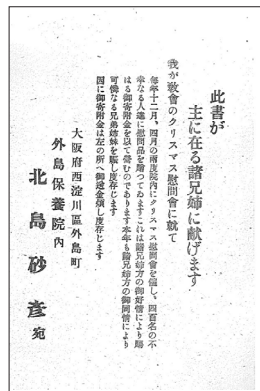 此書が
主に在る諸兄姉に献げます
我が敎會のクリスマス慰問會に就て
每年十二月、四月の兩度院內にクリスマス慰問會を催し、四百名の不
幸なる人達に慰問品を贈つてゐますこれは諸兄姉方の御好情により賜
はる御寄附金を以て營むのであります本年も諸兄姉方の御同情により
可憐なる兄弟姉妹を賑し度存じます
因に御寄附金は左の所へ御送金煩し度存じます
大阪府西淀川區外島町
外島保養院內
北島砂彥宛